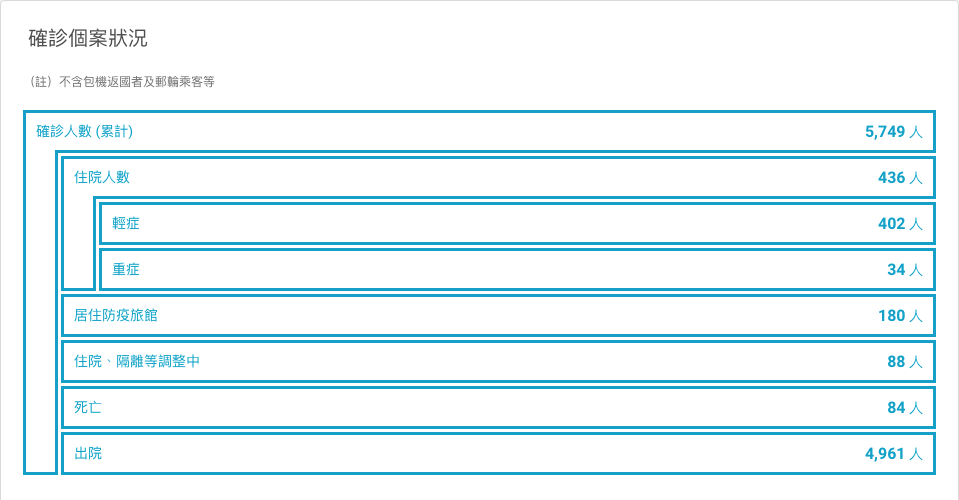 確診個案狀況
（註）不含包機返國者及郵輪乘客等
確診人數 (累計) 5,749 人
住院人數 436 人
輕症 402 人
重症 34 人
居住防疫旅館 180 人
住院、隔離等調整中 88 人
死亡 84 人
出院 4,961 人